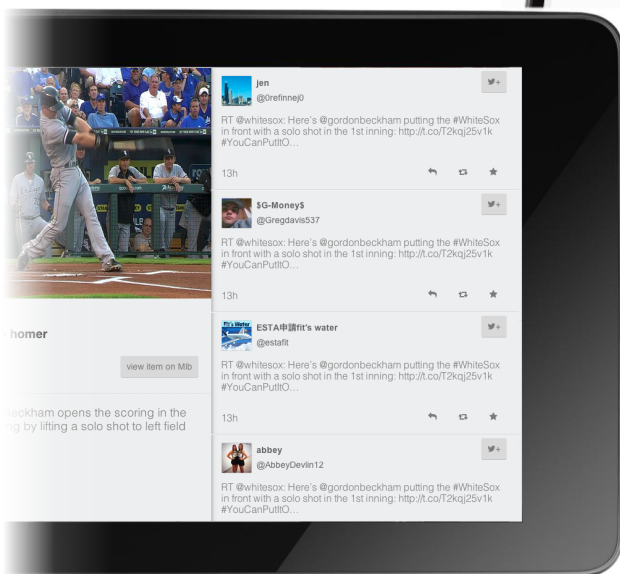 homer
view item on Mlb
Beckham opens the scoring in the
ng by lifting a solo shot to left field
jen
@0refinnej0
RT @whitesox: Here's @gordonbeckham putting the #WhiteSox
in front with a solo shot in the 1st inning: http://t.co/T2kqj25v1k
#YouCanPutItO…
13h
$G-Money$
@Gregdavis537
RT @whitesox: Here's @gordonbeckham putting the #WhiteSox
in front with a solo shot in the 1st inning: http://t.co/T2kqj25v1k
#YouCanPutItO…
13h
ESTA申請fit's water
@estafit
RT @whitesox: Here's @gordonbeckham putting the #WhiteSox
in front with a solo shot in the 1st inning: http://t.co/T2kqj25v1k
#YouCanPutItO…
13h
abbey
@AbbeyDevlin12
RT @whitesox: Here's @gordonbeckham putting the #WhiteSox
in front with a solo shot in the 1st inning: http://t.co/T2kqj25v1k
#YouCanPutItO…